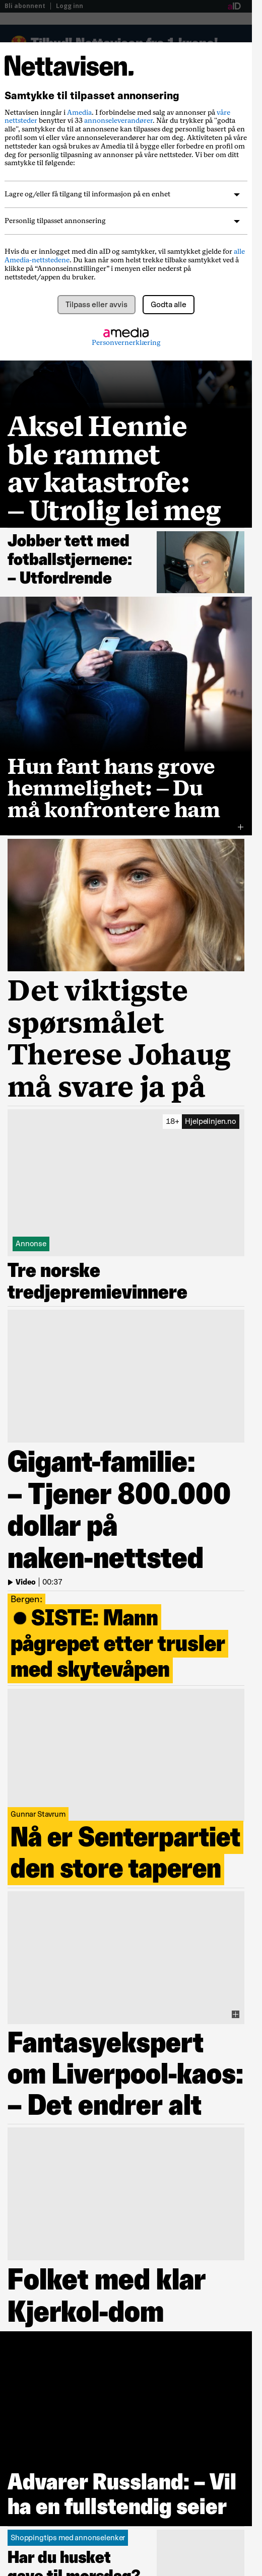 Bli abonnent | Logg inn
aID
Nettavisen.
Samtykke til tilpasset annonsering
Nettavisen inngår i Amedia. I forbindelse med salg av annonser på våre
nettsteder benytter vi 33 annonseleverandører. Når du trykker på "godta
alle", samtykker du til at annonsene kan tilpasses deg personlig basert på en
profil som vi eller våre annonseleverandører har om deg. Aktiviteten på våre
nettsteder kan også brukes av Amedia til å bygge eller forbedre en profil om
deg for personlig tilpasning av annonser på våre nettsteder. Vi ber om ditt
samtykke til følgende:
Lagre og/eller få tilgang til informasjon på en enhet
Personlig tilpasset annonsering
Hvis du er innlogget med din aID og samtykker, vil samtykket gjelde for alle
Amedia-nettstedene. Du kan når som helst trekke tilbake samtykket ved å
klikke på “Annonseinnstillinger” i menyen eller nederst på
nettstedet/appen du bruker.
Tilpass eller avvis
Godta alle
amedia
Personvernerklæring
Aksel Hennie
ble rammet
av katastrofe:
– Utrolig lei meg
Jobber tett med
fotballstjernene:
– Utfordrende
Hun fant hans grove
hemmelighet: – Du
må konfrontere ham
Det viktigste
spørsmålet
Therese Johaug
må svare ja på
18+ Hjelpelinjen.no
Annonse
Tre norske
tredjepremievinnere
Gigant-familie:
– Tjener 800.000
dollar på
naken-nettsted
Video | 00:37
Bergen:
SISTE: Mann
pågrepet etter trusler
med skytevåpen
Gunnar Stavrum
Nå er Senterpartiet
den store taperen
Fantasyekspert
om Liverpool-kaos:
– Det endrer alt
Folket med klar
Kjerkol-dom
Advarer Russland: – Vil
ha en fullstendig seier
Shoppingtips med annonselenker
Har du husket
gave til morsdag?